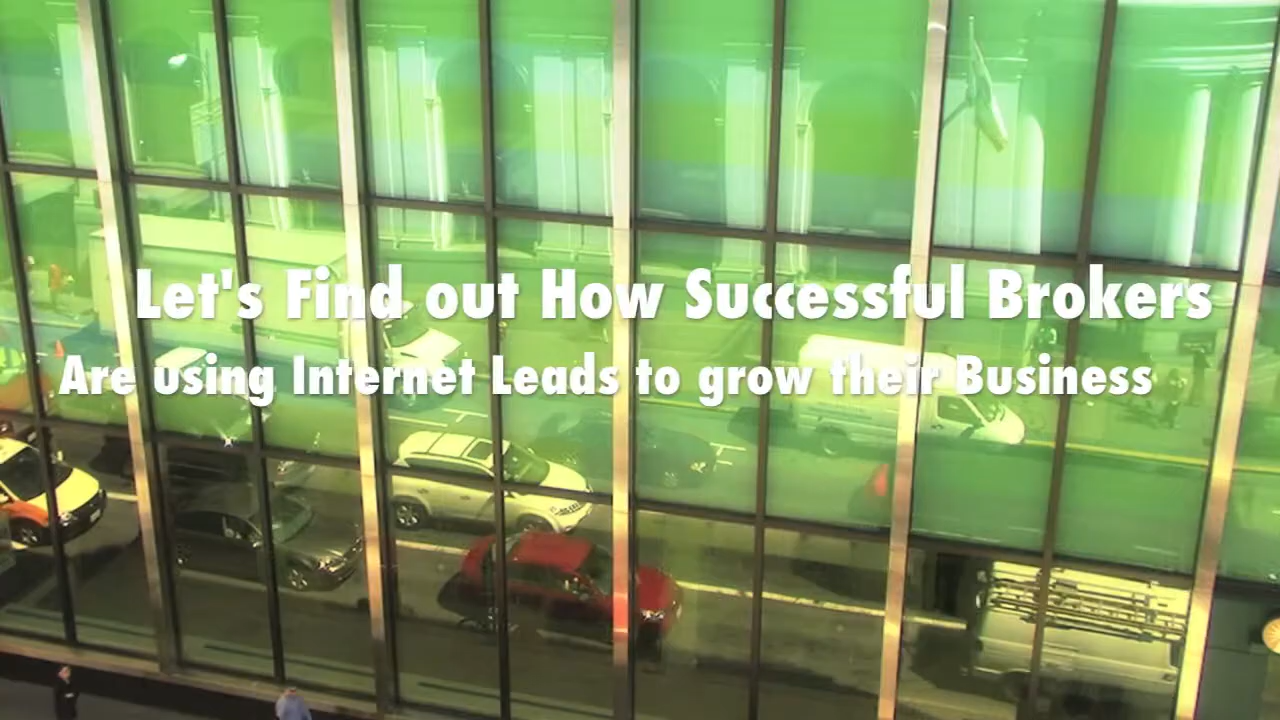 Let's Find out How Successful Brokers
Are using Internet Leads to grow their Business